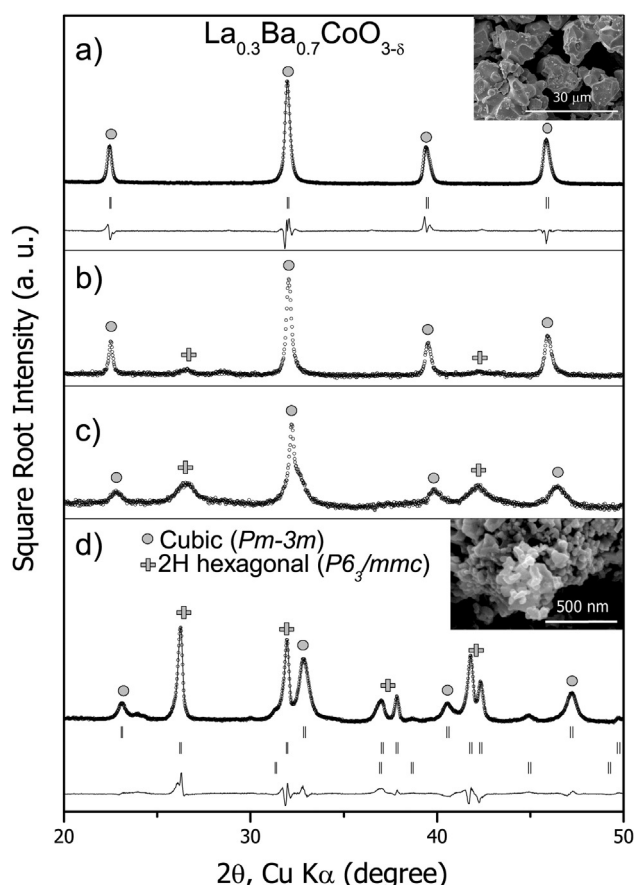 La0.3Ba0.7CoO3-δ
a)
30 μm
b)
c)
d)
Cubic (Pm-3m)
2H hexagonal (P63/mmc)
500 nm
Square Root Intensity (a. u.)
20 30 40 50
2θ, Cu Kα (degree)